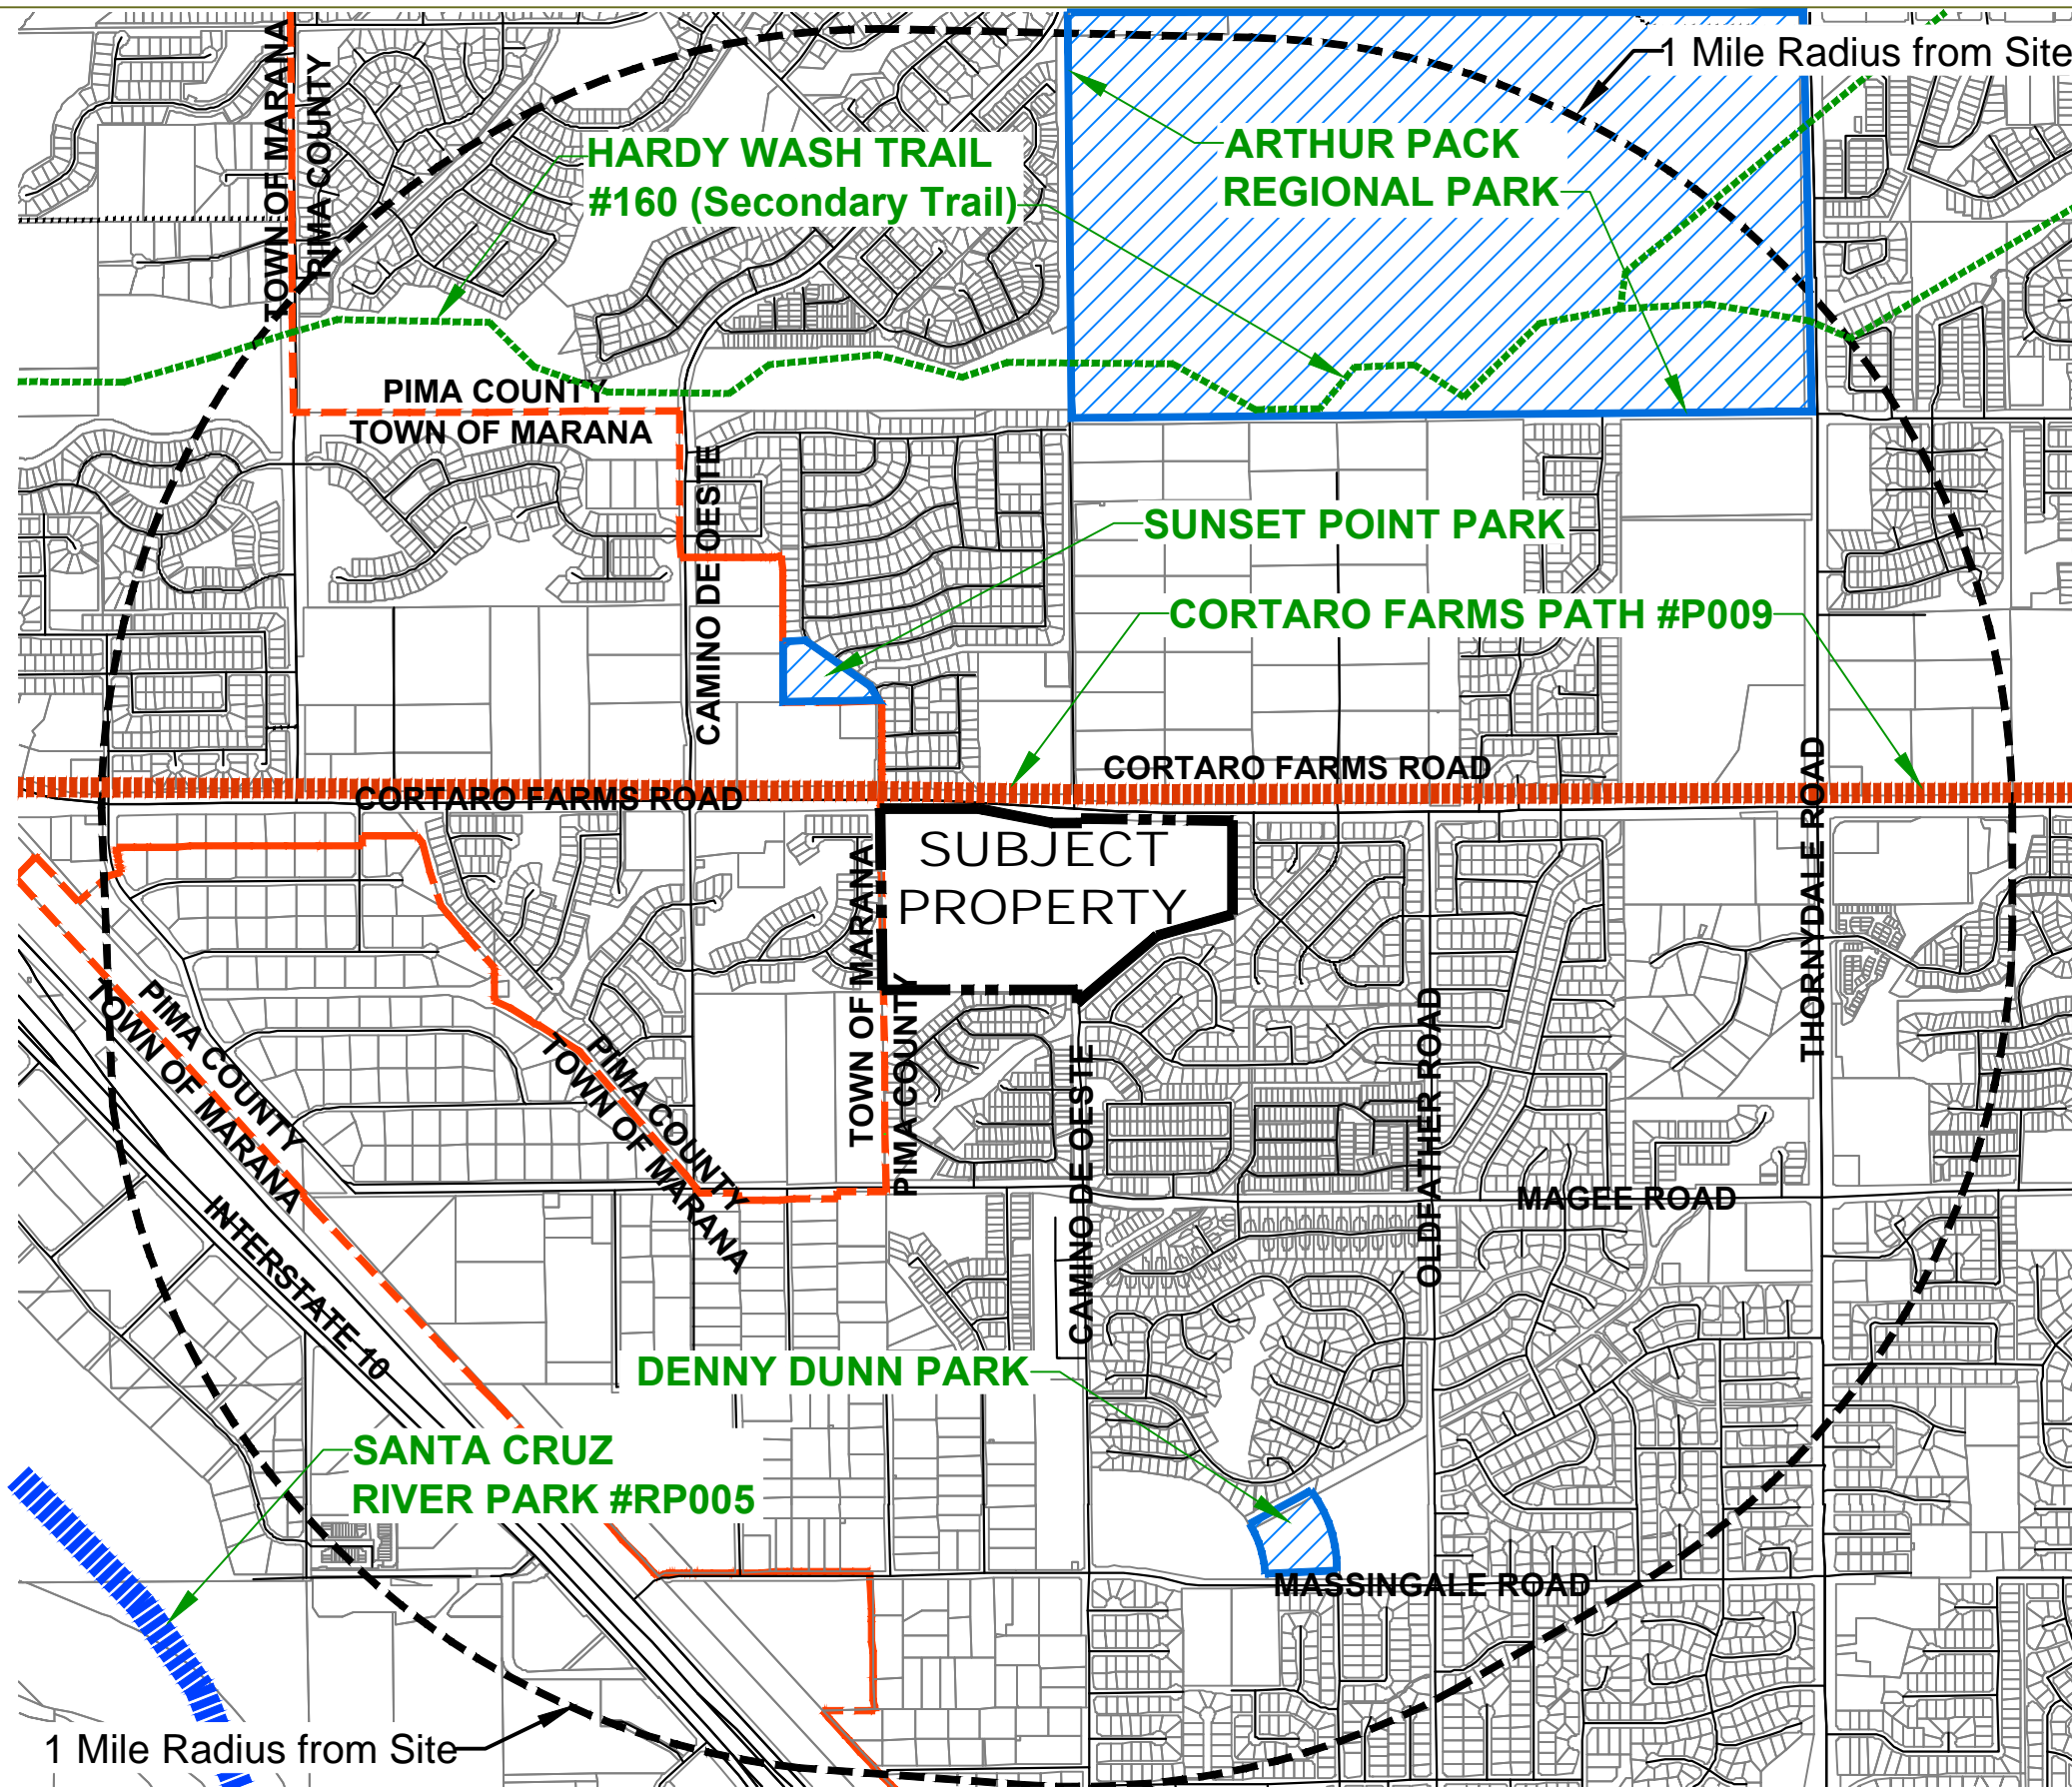 TOWN OF MARANA
PIMA COUNTY
1 Mile Radius from Site
HARDY WASH TRAIL
#160 (Secondary Trail)
ARTHUR PACK
REGIONAL PARK
PIMA COUNTY
TOWN OF MARANA
CAMINO DE OESTE
SUNSET POINT PARK
CORTARO FARMS PATH #P009
CORTARO FARMS ROAD
CORTARO FARMS ROAD
THORNYDALE ROAD
SUBJECT
PROPERTY
TOWN OF MARANA
PIMA COUNTY
PIMA COUNTY
TOWN OF MARANA
PIMA COUNTY
TOWN OF MARANA
CAMINO DE OESTE
OLDFATHER ROAD
MAGEE ROAD
INTERSTATE 10
DENNY DUNN PARK
SANTA CRUZ
RIVER PARK #RP005
MASSINGALE ROAD
1 Mile Radius from Site